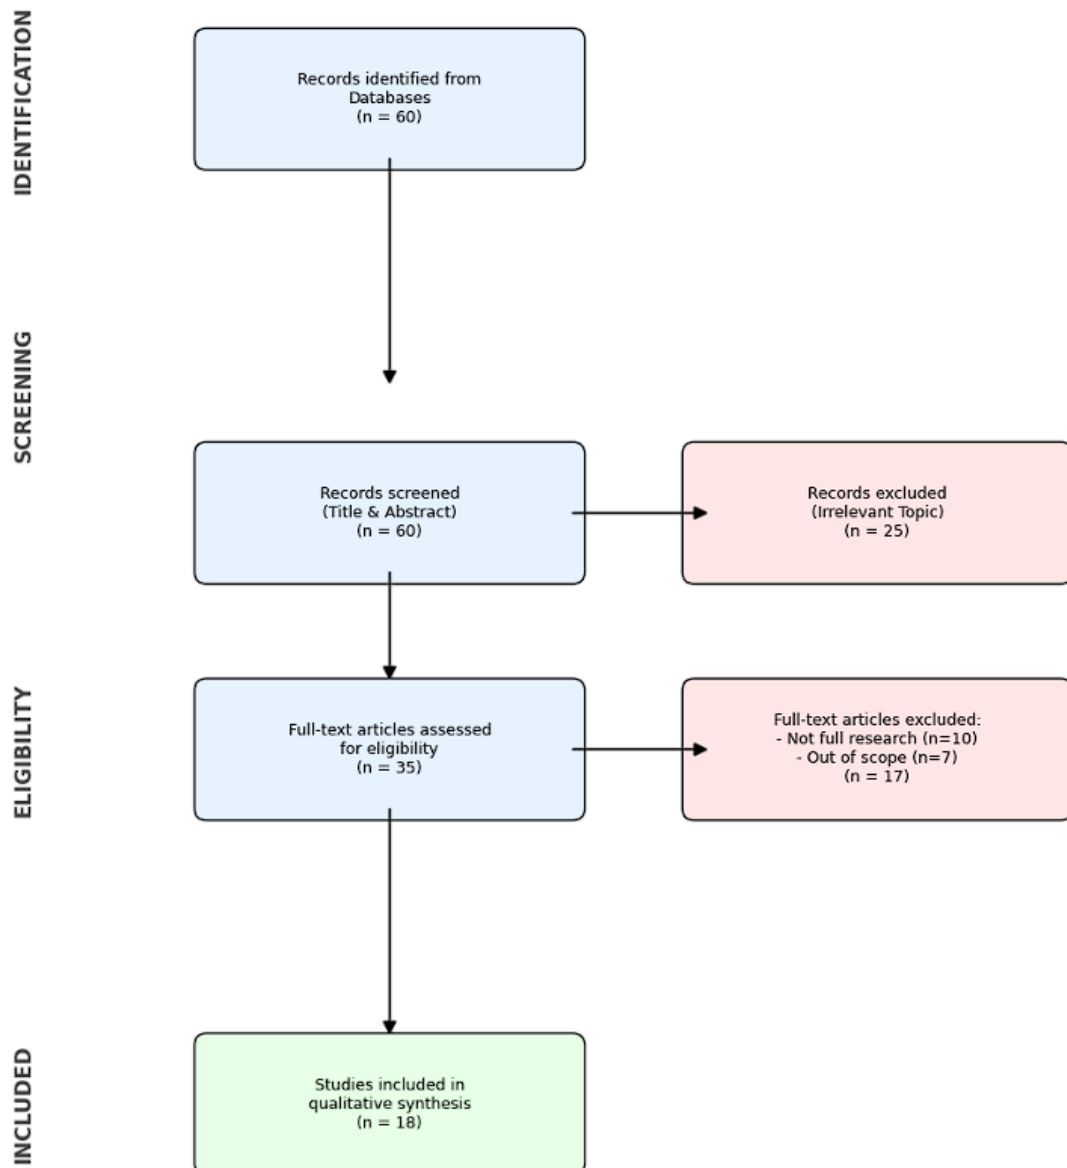 IDENTIFICATION
Records identified from
Databases
(n = 60)
SCREENING
Records screened
(Title & Abstract)
(n = 60)
Records excluded
(Irrelevant Topic)
(n = 25)
ELIGIBILITY
Full-text articles assessed
for eligibility
(n = 35)
Full-text articles excluded:
- Not full research (n=10)
- Out of scope (n=7)
(n = 17)
INCLUDED
Studies included in
qualitative synthesis
(n = 18)